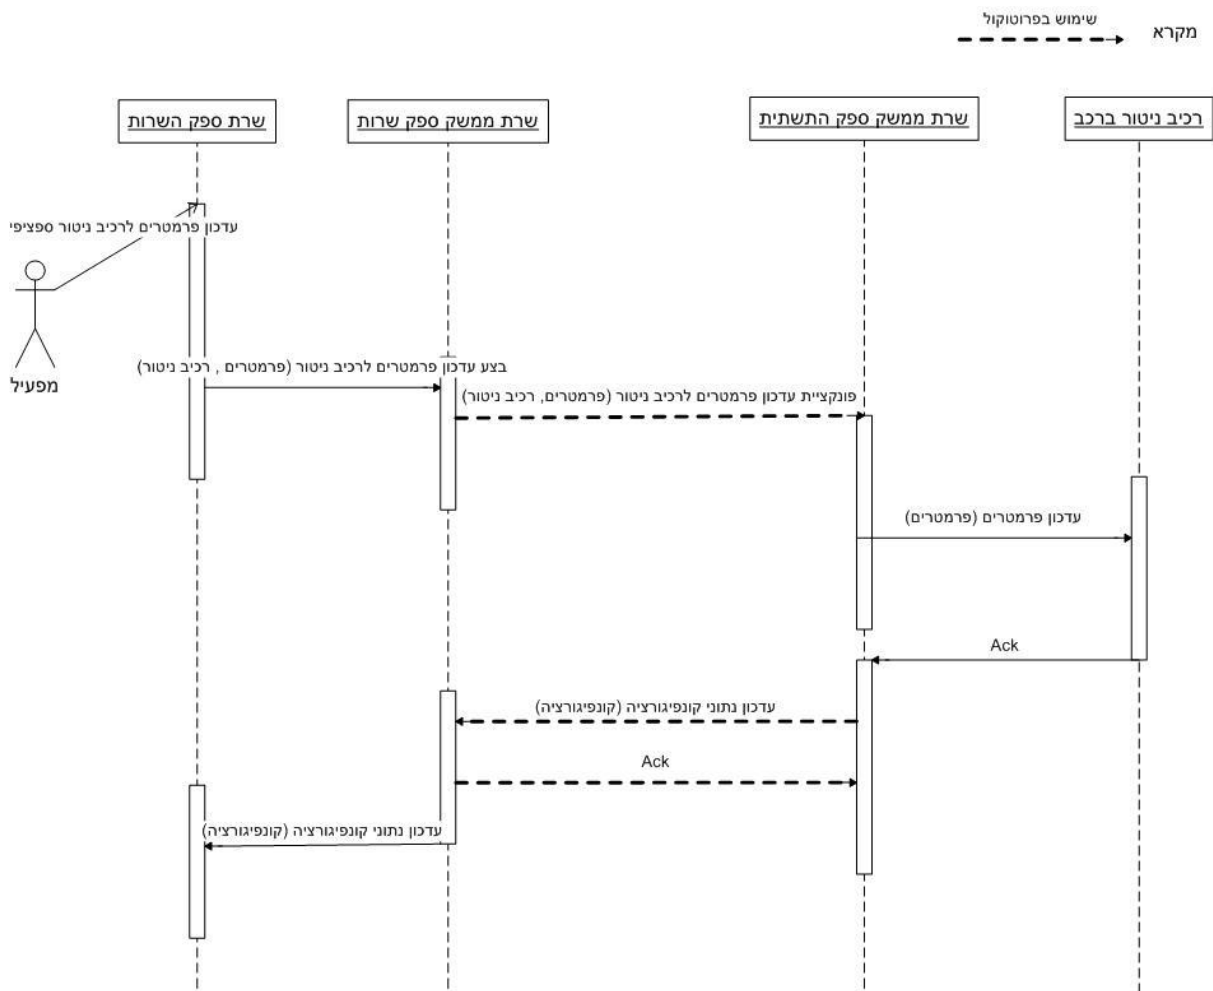 שימוש בפרוטוקול
מקרא
רכיב ניטור ברכב
שרת ממשק ספק התשתית
שרת ממשק ספק שרות
שרת ספק השרות
עדכון פרמטרים לרכיב ניטור ספציפי
מפעיל
בצע עדכון פרמטרים לרכיב ניטור (פרמטרים , רכיב ניטור)
פונקציית עדכון פרמטרים לרכיב ניטור (פרמטרים, רכיב ניטור)
עדכון פרמטרים (פרמטרים)
Ack
עדכון נתוני קונפיגורציה (קונפיגורציה)
Ack
עדכון נתוני קונפיגורציה (קונפיגורציה)